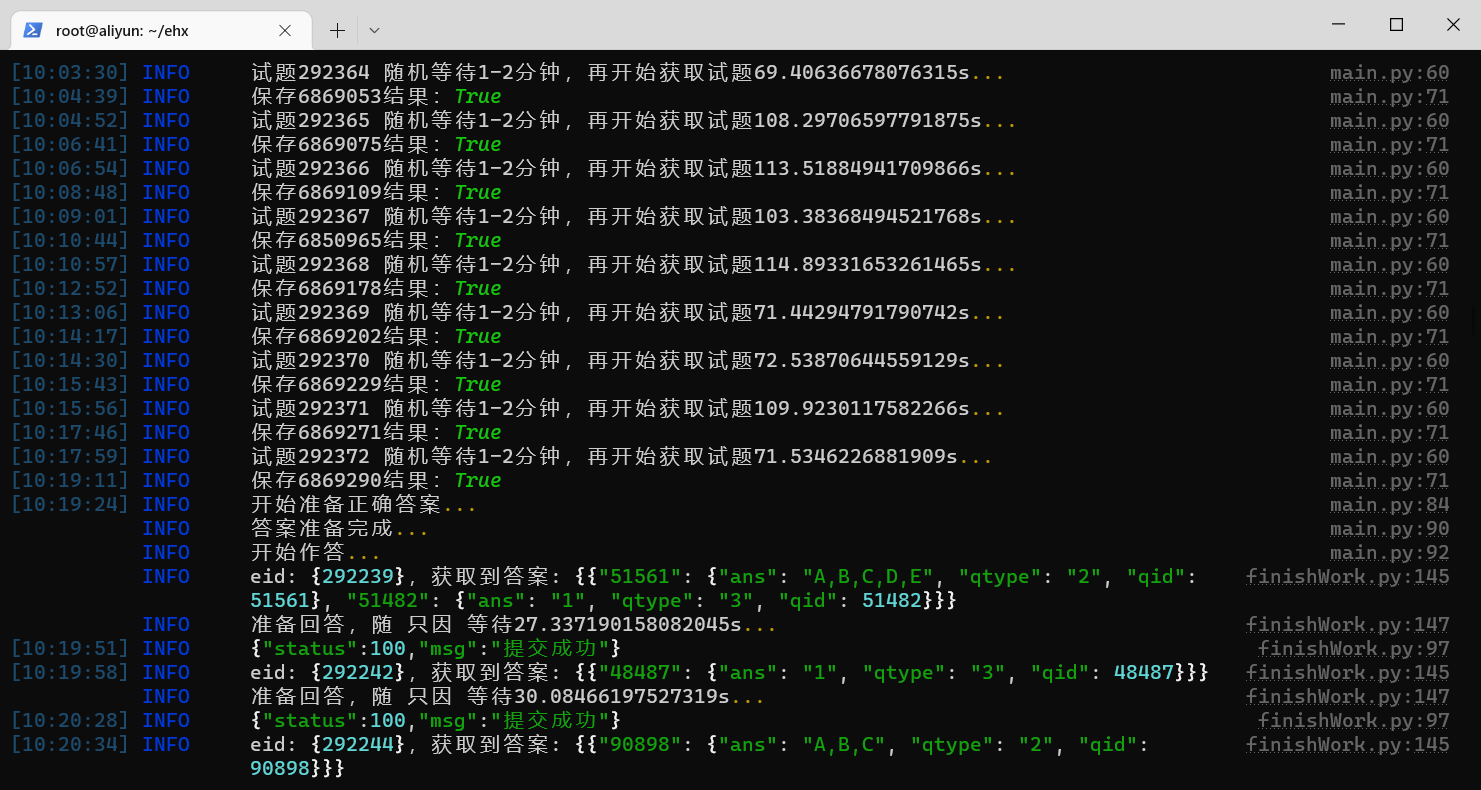 root@aliyun: ~/ehx
[10:03:30] INFO 试题292364 随机等待1-2分钟，再开始获取试题69.40636678076315s... main.py:60
[10:04:39] INFO 保存6869053结果：True main.py:71
[10:04:52] INFO 试题292365 随机等待1-2分钟，再开始获取试题108.29706597791875s... main.py:60
[10:06:41] INFO 保存6869075结果：True main.py:71
[10:06:54] INFO 试题292366 随机等待1-2分钟，再开始获取试题113.51884941709866s... main.py:60
[10:08:48] INFO 保存6869109结果：True main.py:71
[10:09:01] INFO 试题292367 随机等待1-2分钟，再开始获取试题103.38368494521768s... main.py:60
[10:10:44] INFO 保存6850965结果：True main.py:71
[10:10:57] INFO 试题292368 随机等待1-2分钟，再开始获取试题114.89331653261465s... main.py:60
[10:12:52] INFO 保存6869178结果：True main.py:71
[10:13:06] INFO 试题292369 随机等待1-2分钟，再开始获取试题71.44294791790742s... main.py:60
[10:14:17] INFO 保存6869202结果：True main.py:71
[10:14:30] INFO 试题292370 随机等待1-2分钟，再开始获取试题72.53870644559129s... main.py:60
[10:15:43] INFO 保存6869229结果：True main.py:71
[10:15:56] INFO 试题292371 随机等待1-2分钟，再开始获取试题109.9230117582266s... main.py:60
[10:17:46] INFO 保存6869271结果：True main.py:71
[10:17:59] INFO 试题292372 随机等待1-2分钟，再开始获取试题71.5346226881909s... main.py:60
[10:19:11] INFO 保存6869290结果：True main.py:71
[10:19:24] INFO 开始准备正确答案... main.py:84
INFO 答案准备完成... main.py:90
INFO 开始作答... main.py:92
INFO eid: {292239}，获取到答案：{{"51561": {"ans": "A,B,C,D,E", "qtype": "2", "qid": finishWork.py:145
51561}, "51482": {"ans": "1", "qtype": "3", "qid": 51482}}}
INFO 准备回答，随 只因 等待27.337190158082045s... finishWork.py:147
[10:19:51] INFO {"status":100,"msg":"提交成功"} finishWork.py:97
[10:19:58] INFO eid: {292242}，获取到答案：{{"48487": {"ans": "1", "qtype": "3", "qid": 48487}}} finishWork.py:145
INFO 准备回答，随 只因 等待30.08466197527319s... finishWork.py:147
[10:20:28] INFO {"status":100,"msg":"提交成功"} finishWork.py:97
[10:20:34] INFO eid: {292244}，获取到答案：{{"90898": {"ans": "A,B,C", "qtype": "2", "qid": finishWork.py:145
90898}}}